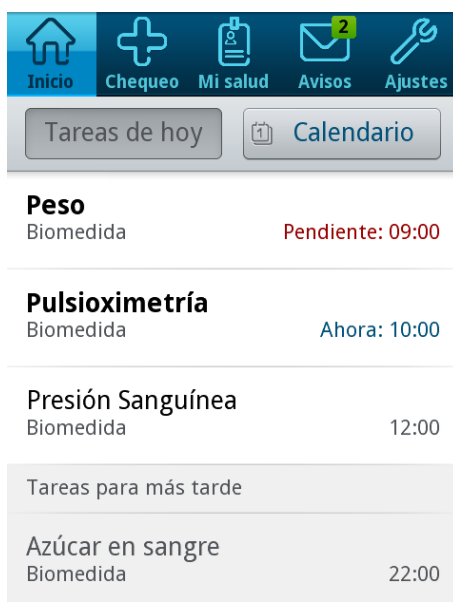 2
Inicio Chequeo Mi salud Avisos Ajustes
Tareas de hoy 1 Calendario
Peso
Biomedida Pendiente: 09:00
Pulsioximetría
Biomedida Ahora: 10:00
Presión Sanguínea
Biomedida 12:00
Tareas para más tarde
Azúcar en sangre
Biomedida 22:00